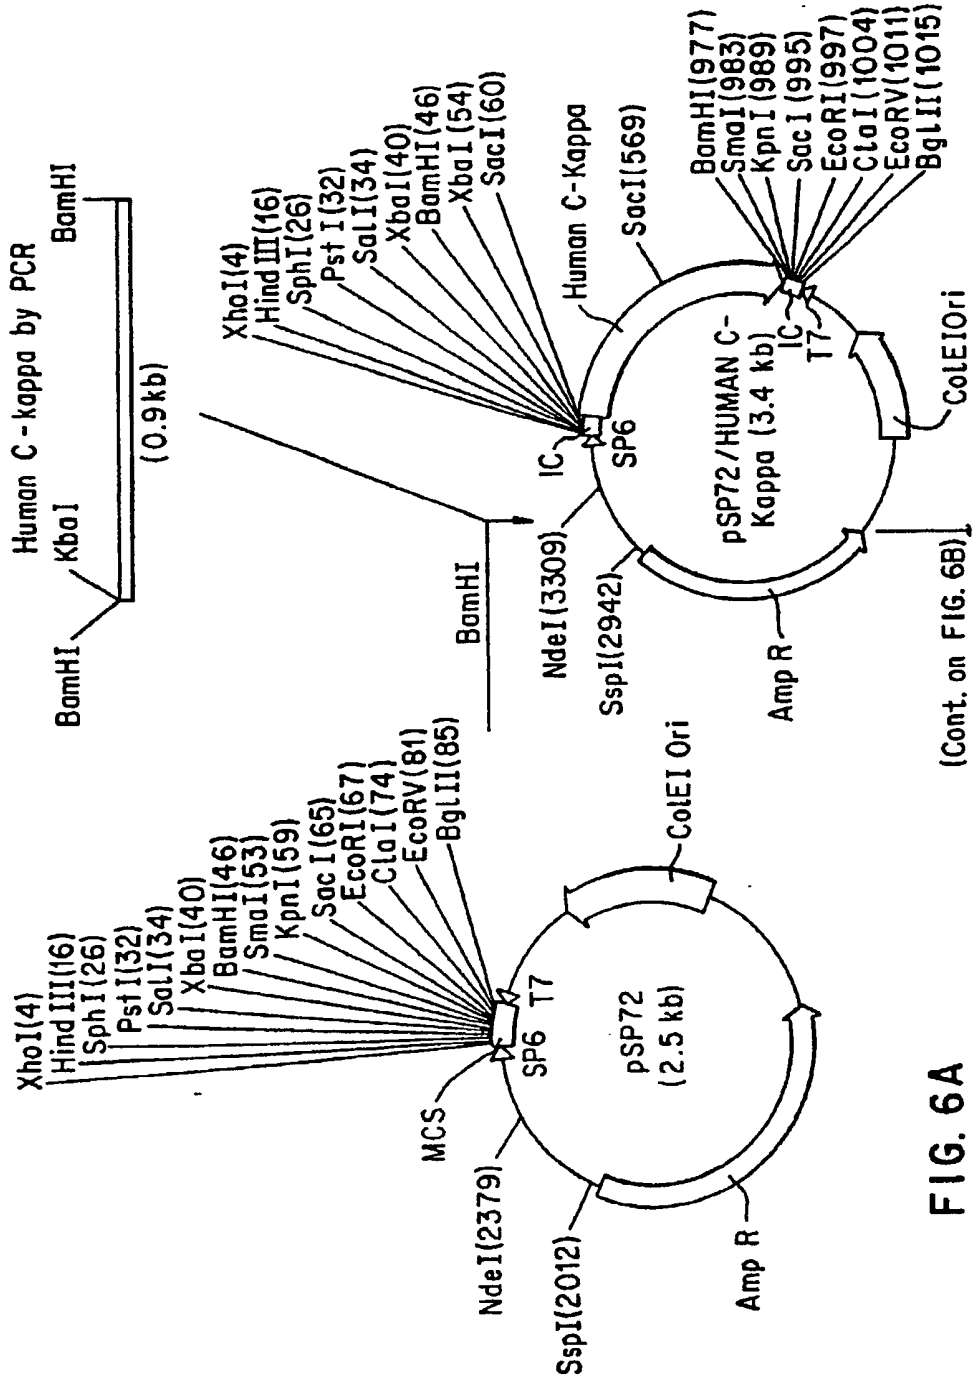 Human C-kappa by PCR
BamHI
KbaI
BamHI
(0.9kb)
XhoI(4)
HindIII(16)
SphI(26)
PstI(32)
SalI(34)
XbaI(40)
BamHI(46)
SmaI(53)
KpnI(59)
SacI(65)
EcoRI(67)
ClaI(74)
EcoRV(81)
BglII(85)
MCS
SP6
T7
NdeI(2379)
SspI(2012)
Amp R
pSP72
(2.5 kb)
ColEI Ori
BamHI
XhoI(4)
HindIII(16)
SphI(26)
PstI(32)
SalI(34)
XbaI(40)
BamHI(46)
XbaI(54)
SacI(60)
IC
SP6
Human C-Kappa
SacI(569)
NdeI(3309)
SspI(2942)
Amp R
pSP72/HUMAN C-
Kappa (3.4 kb)
IC
T7
ColEIOri
BamHI(977)
SmaI(983)
KpnI(989)
SacI(995)
EcoRI(997)
ClaI(1004)
EcoRV(1011)
BglII(1015)
(Cont. on FIG. 6B)
FIG. 6A